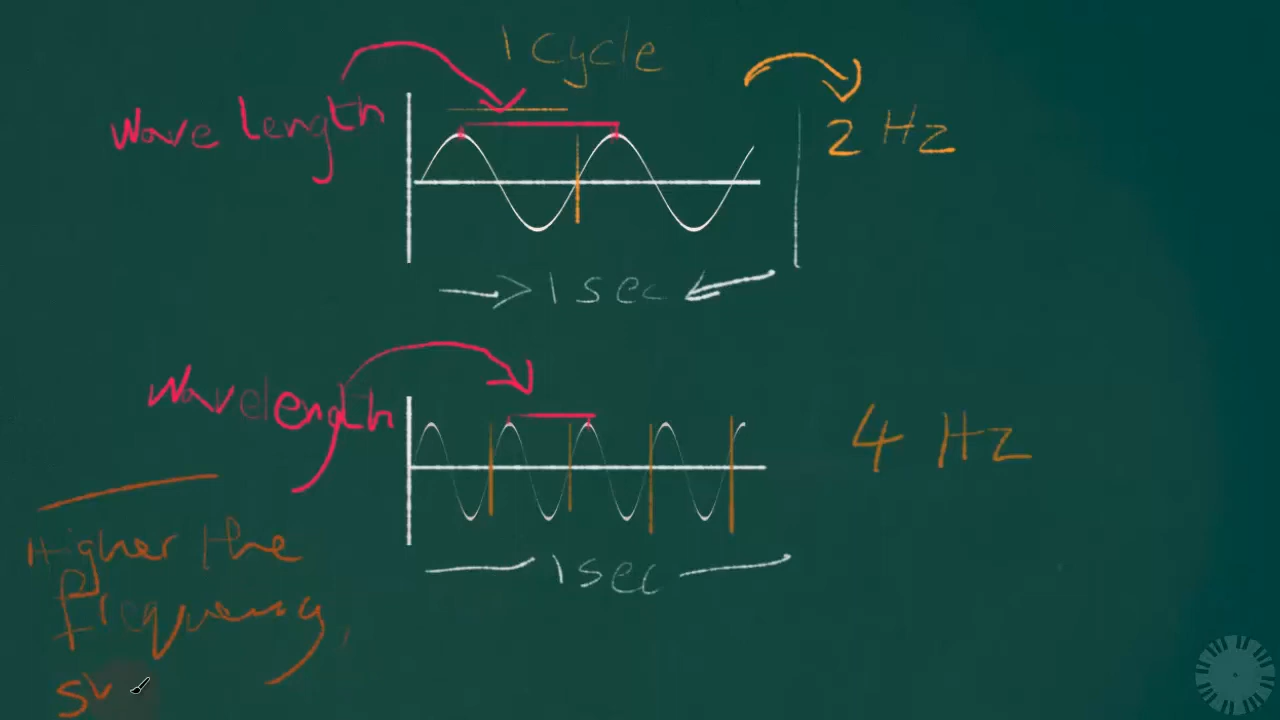 1 cycle
Wave length
2 Hz
1 sec
Wavelength
4 Hz
Higher the
frequency,
1 sec